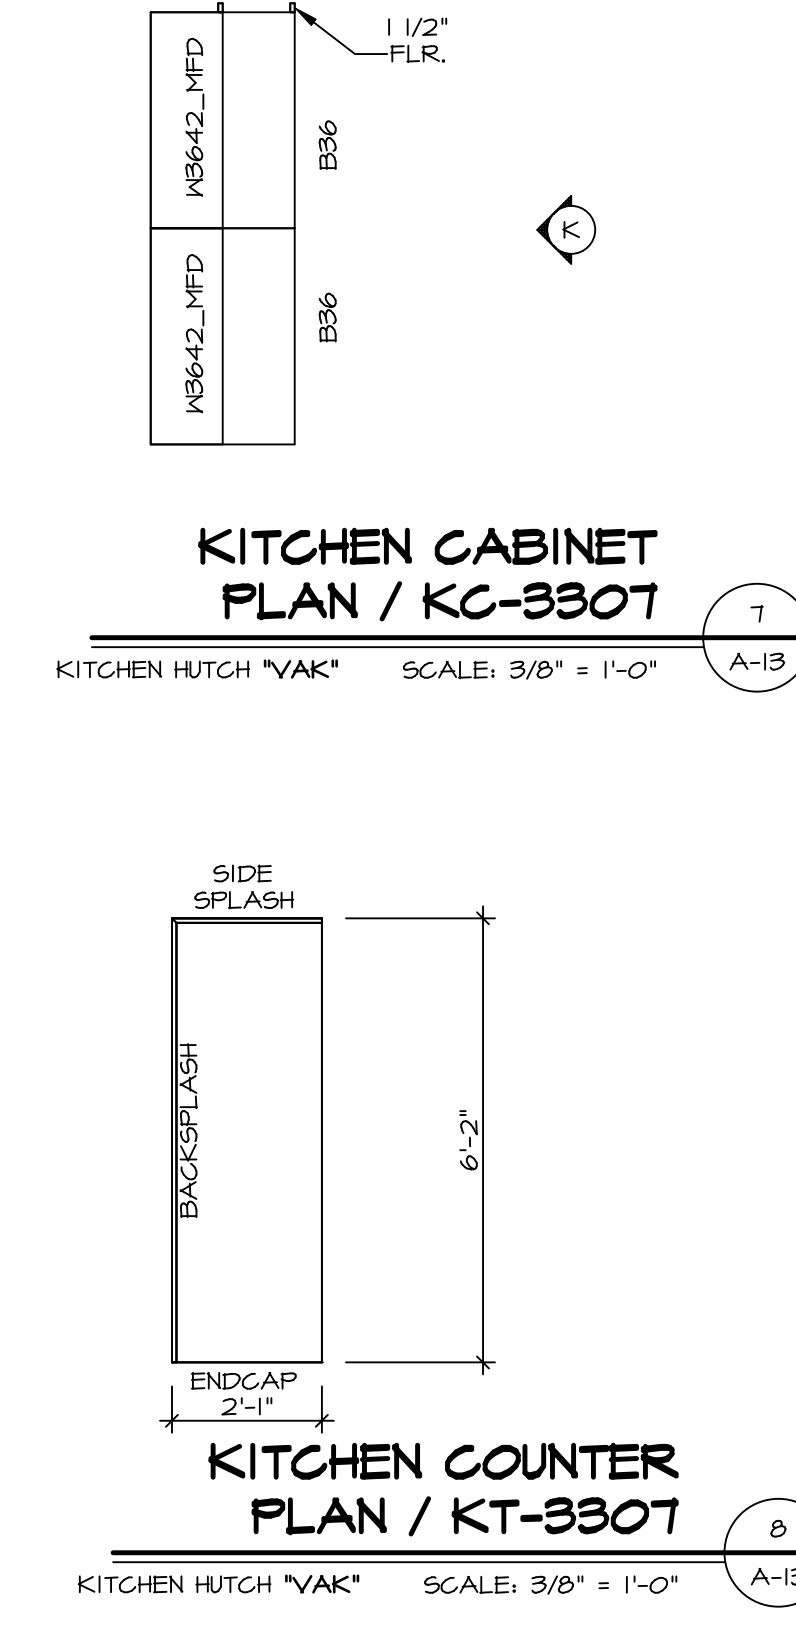 1 1/2"
FLR.
W3642_MFD
B36
K
W3642_MFD
B36
KITCHEN CABINET
PLAN / KC-3307
7
KITCHEN HUTCH "VAK" SCALE: 3/8" = 1'-0"
A-13
SIDE
SPLASH
BACKSPLASH
6'-2"
ENDCAP
2'-1"
KITCHEN COUNTER
PLAN / KT-3307
8
KITCHEN HUTCH "VAK" SCALE: 3/8" = 1'-0"
A-13